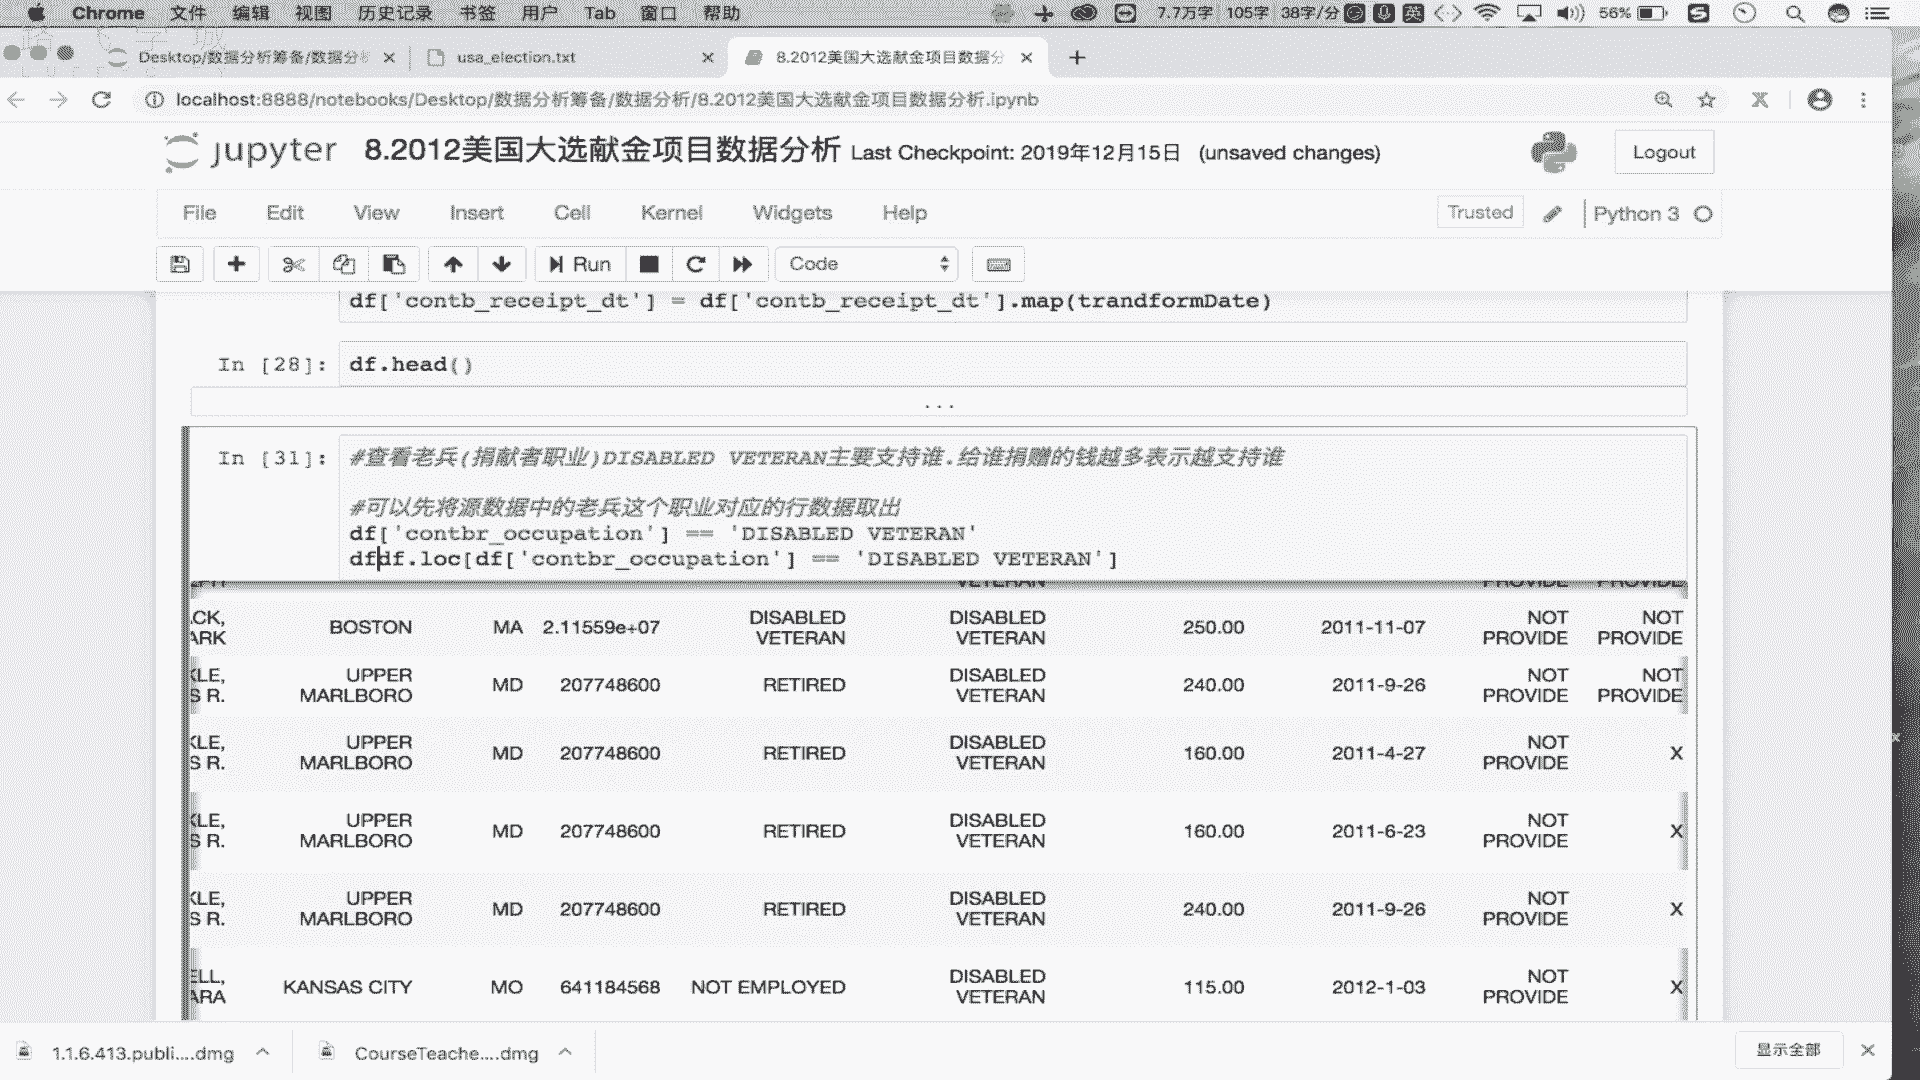 Chrome 文件 编辑 视图 历史记录 书签 用户 Tab 窗口 帮助 7.7万字 105字 38字/分 英 56%
Desktop/数据分析筹备/数据分 usa_election.txt 8.2012美国大选献金项目数据分
localhost:8888/notebooks/Desktop/数据分析筹备/数据分析/8.2012美国大选献金项目数据分析.ipynb
jupyter 8.2012美国大选献金项目数据分析 Last Checkpoint: 2019年12月15日 (unsaved changes) Logout
File Edit View Insert Cell Kernel Widgets Help Trusted Python 3
Run Code
df['contb_receipt_dt'] = df['contb_receipt_dt'].map(trandformDate)
In [28]: df.head()
...
In [31]: #查看老兵(捐献者职业)DISABLED VETERAN主要支持谁.给谁捐赠的钱越多表示越支持谁
#可以先将源数据中的老兵这个职业对应的行数据取出
df['contbr_occupation'] == 'DISABLED VETERAN'
dfdf.loc[df['contbr_occupation'] == 'DISABLED VETERAN']
VETERAN PROVIDE PROVIDE
CK, DISABLED DISABLED NOT NOT
ARK BOSTON MA 2.11559e+07 VETERAN VETERAN 250.00 2011-11-07 PROVIDE PROVIDE
KLE, UPPER DISABLED NOT NOT
S R. MARLBORO MD 207748600 RETIRED VETERAN 240.00 2011-9-26 PROVIDE PROVIDE
KLE, UPPER DISABLED NOT
S R. MARLBORO MD 207748600 RETIRED VETERAN 160.00 2011-4-27 PROVIDE X
KLE, UPPER DISABLED NOT
S R. MARLBORO MD 207748600 RETIRED VETERAN 160.00 2011-6-23 PROVIDE X
KLE, UPPER DISABLED NOT
S R. MARLBORO MD 207748600 RETIRED VETERAN 240.00 2011-9-26 PROVIDE X
ELL, DISABLED NOT
ARA KANSAS CITY MO 641184568 NOT EMPLOYED VETERAN 115.00 2012-1-03 PROVIDE X
1.1.6.413.publi....dmg CourseTeache....dmg 显示全部